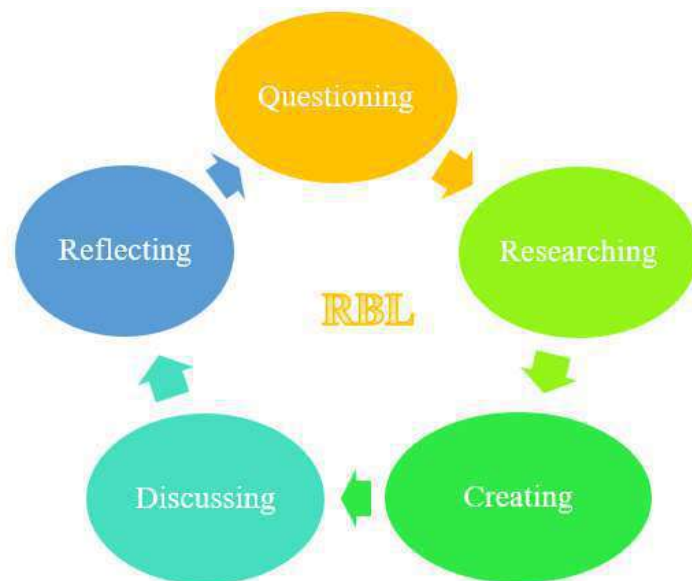 Questioning
Researching
Creating
Discussing
Reflecting
RBL